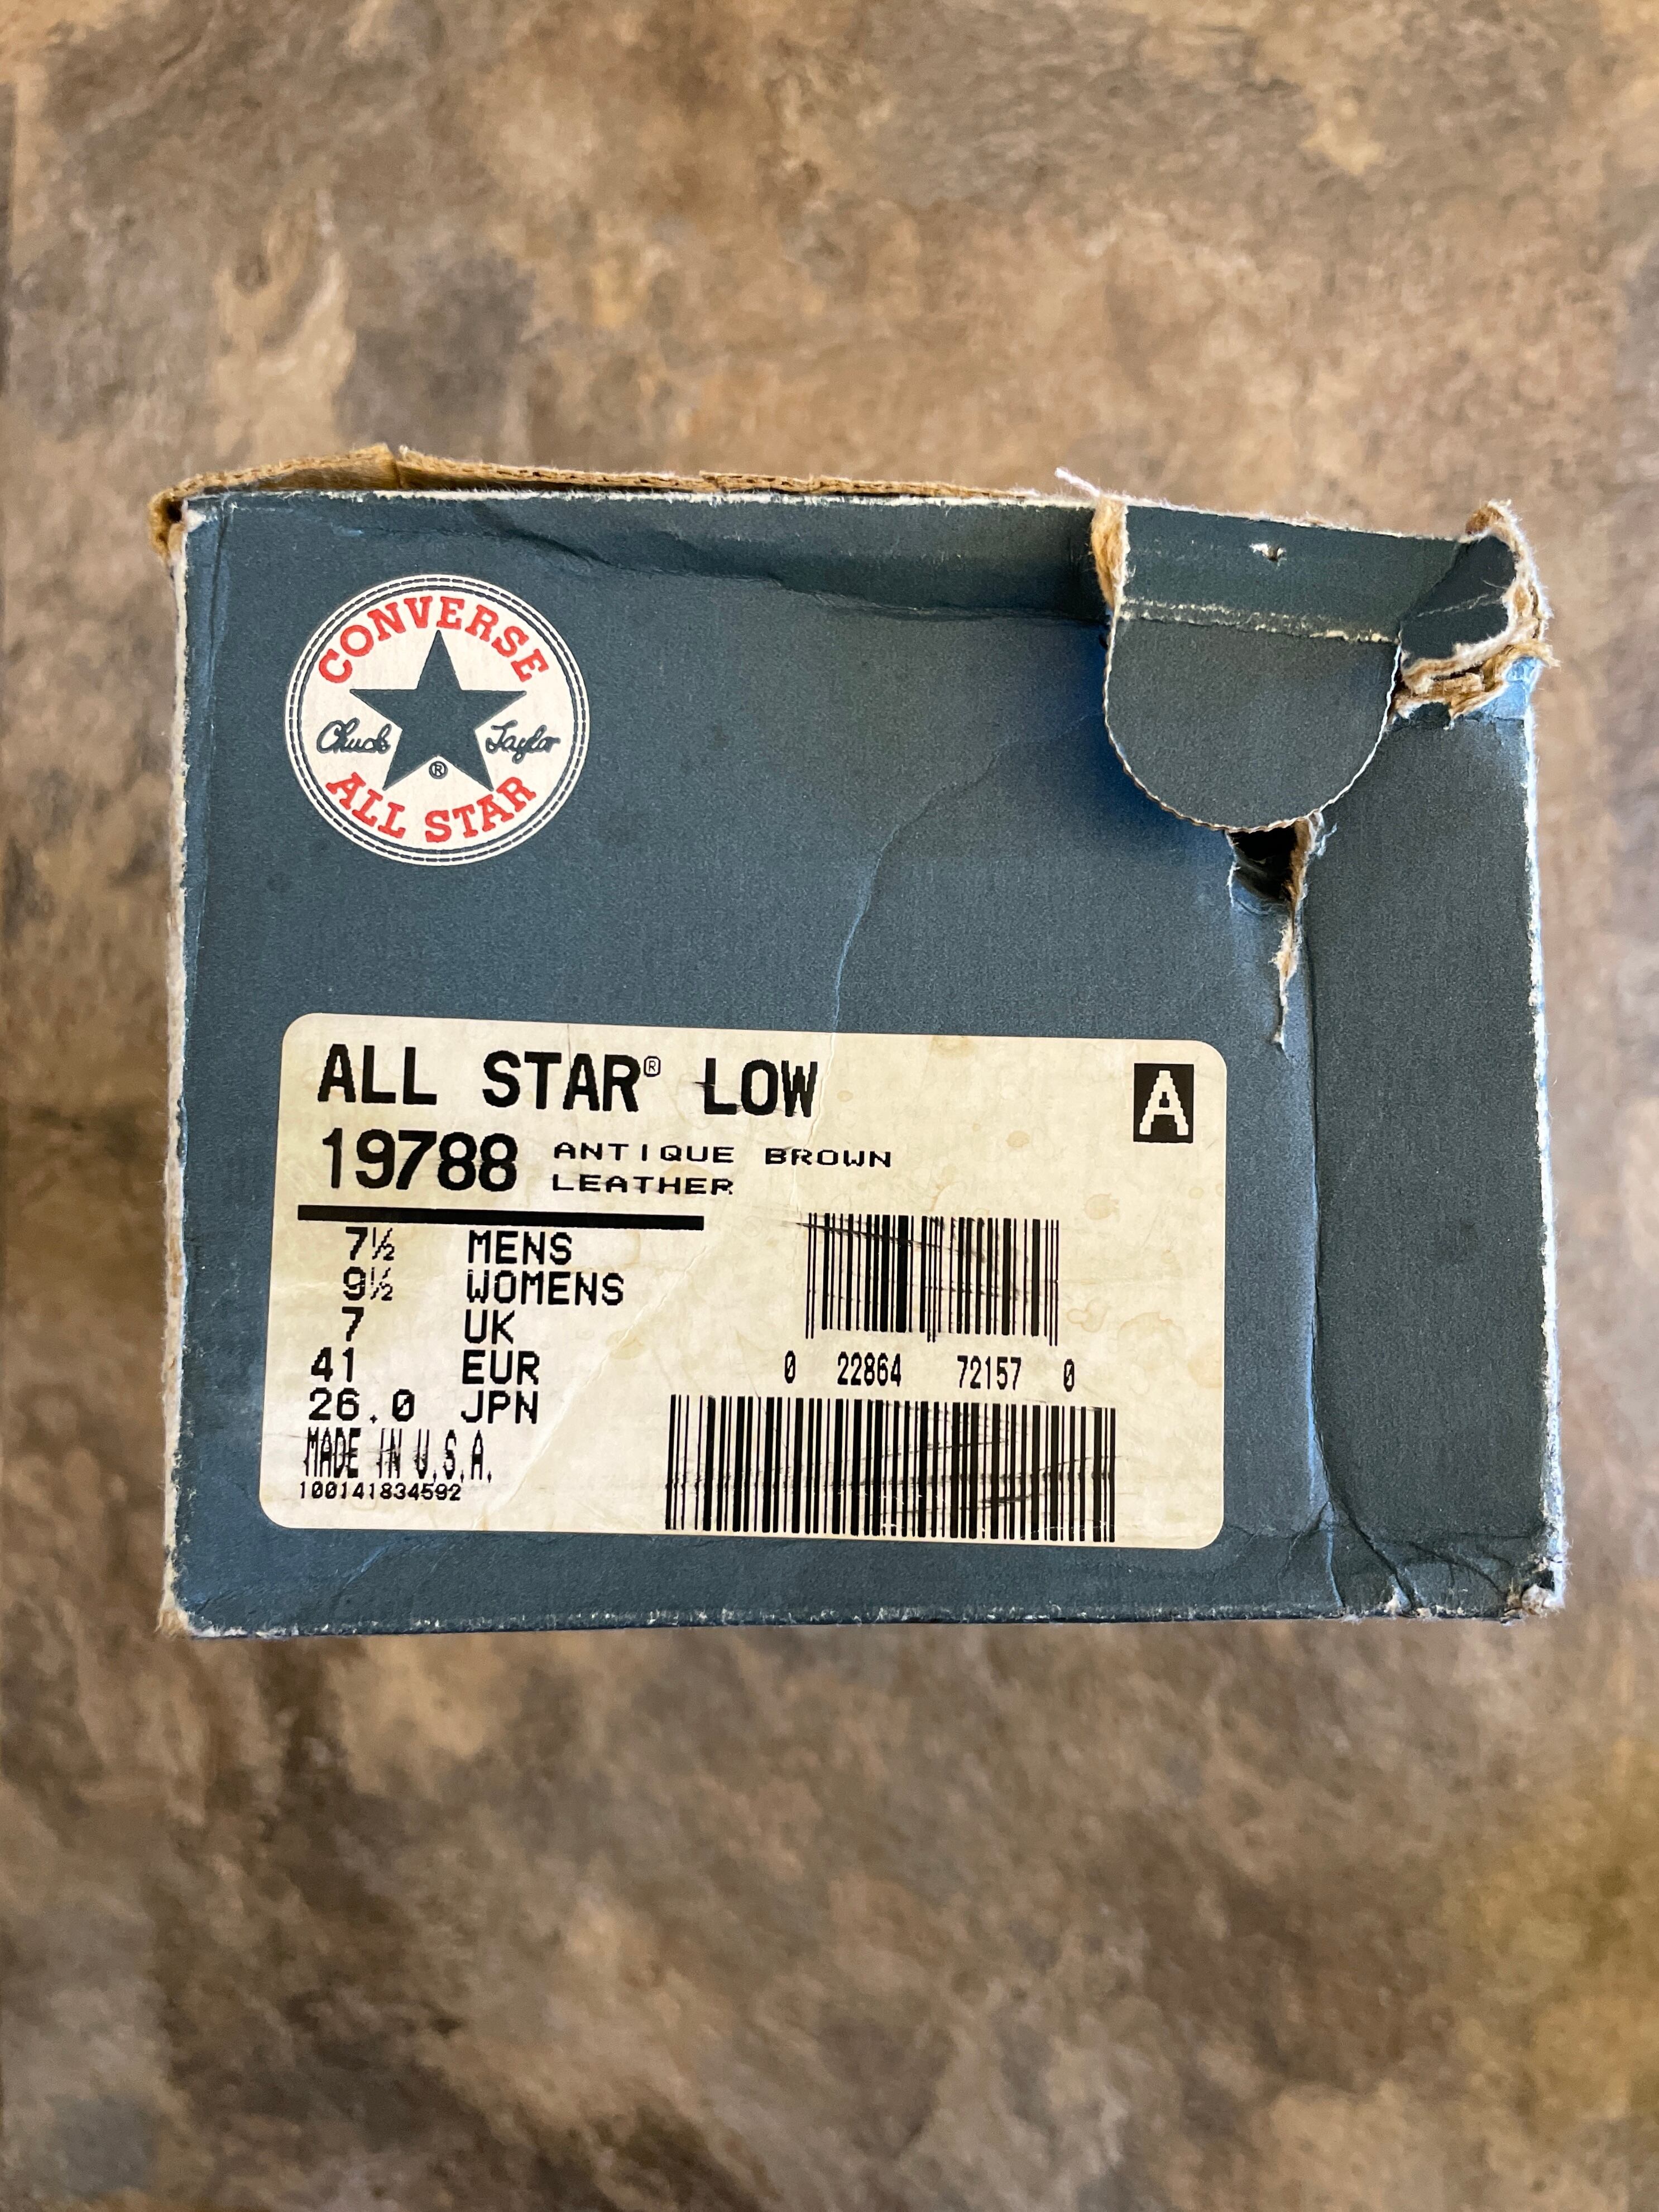 CONVERSE
Chuck Taylor
®
ALL STAR
ALL STAR® LOW
A
19788 ANTIQUE BROWN
LEATHER
7½ MENS
9½ WOMENS
7 UK
41 EUR
26.0 JPN
MADE IN U.S.A.
100141834592
0 22864 72157 0